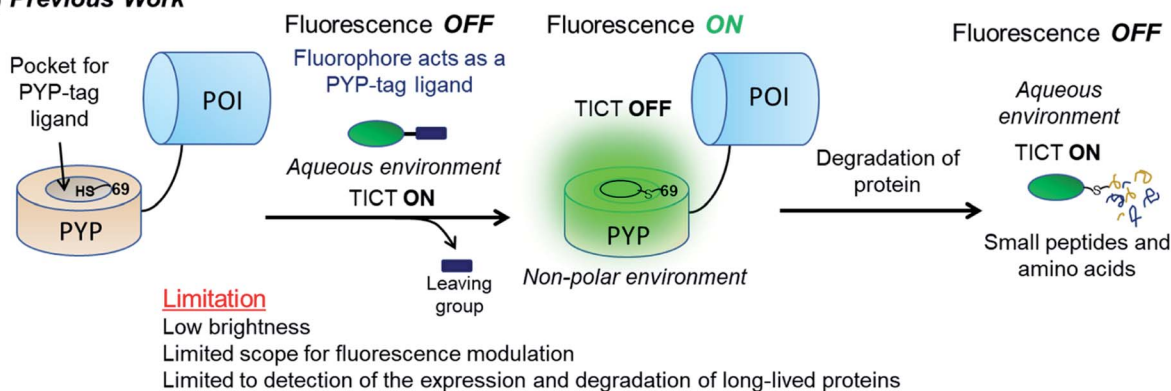 Previous Work
Fluorescence OFF
Fluorophore acts as a
PYP-tag ligand
Aqueous environment
TICT ON
Pocket for
PYP-tag
ligand
POI
HS 69
PYP
Leaving
group
Fluorescence ON
TICT OFF
POI
S 69
PYP
Non-polar environment
Degradation of
protein
Fluorescence OFF
Aqueous
environment
TICT ON
S
Small peptides and
amino acids
Limitation
Low brightness
Limited scope for fluorescence modulation
Limited to detection of the expression and degradation of long-lived proteins